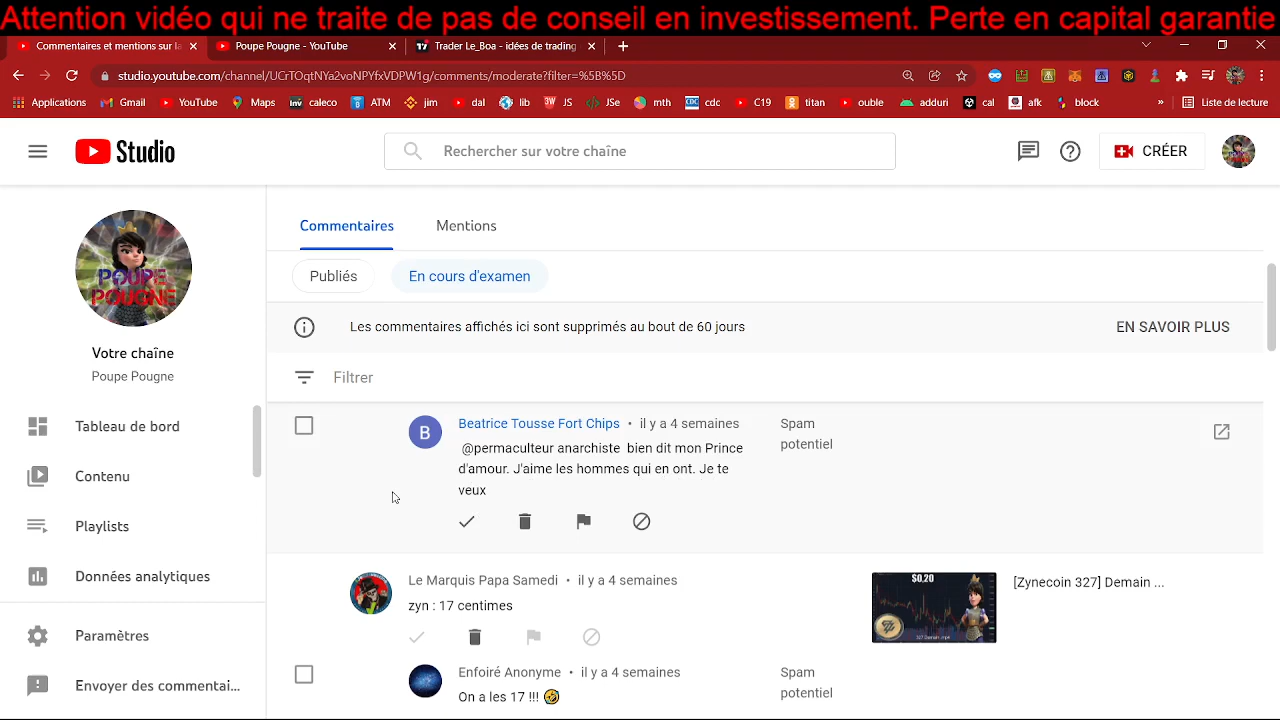 Attention vidéo qui ne traite de pas de conseil en investissement. Perte en capital garantie
Commentaires et mentions sur la
Poupe Pougne - YouTube
Trader Le_Boa - idées de trading
studio.youtube.com/channel/UCrTOqtNYa2voNPYfxVDPW1g/comments/moderate?filter=%5B%5D
Applications Gmail YouTube Maps caleco ATM jim dal lib JS JSe mth cdc C19 titan ouble adduri cal afk block » Liste de lecture
Studio
Rechercher sur votre chaîne
CRÉER
POUPE
POUGNE
Votre chaîne
Poupe Pougne
Tableau de bord
Contenu
Playlists
Données analytiques
Paramètres
Envoyer des commentai...
Commentaires Mentions
Publiés En cours d'examen
Les commentaires affichés ici sont supprimés au bout de 60 jours EN SAVOIR PLUS
Filtrer
B
Beatrice Tousse Fort Chips • il y a 4 semaines
@permaculteur anarchiste bien dit mon Prince
d'amour. J'aime les hommes qui en ont. Je te
veux
Spam
potentiel
Le Marquis Papa Samedi • il y a 4 semaines
zyn : 17 centimes
$0,20
[Zynecoin 327] Demain ...
Enfoiré Anonyme • il y a 4 semaines
On a les 17 !!! 🤣
Spam
potentiel